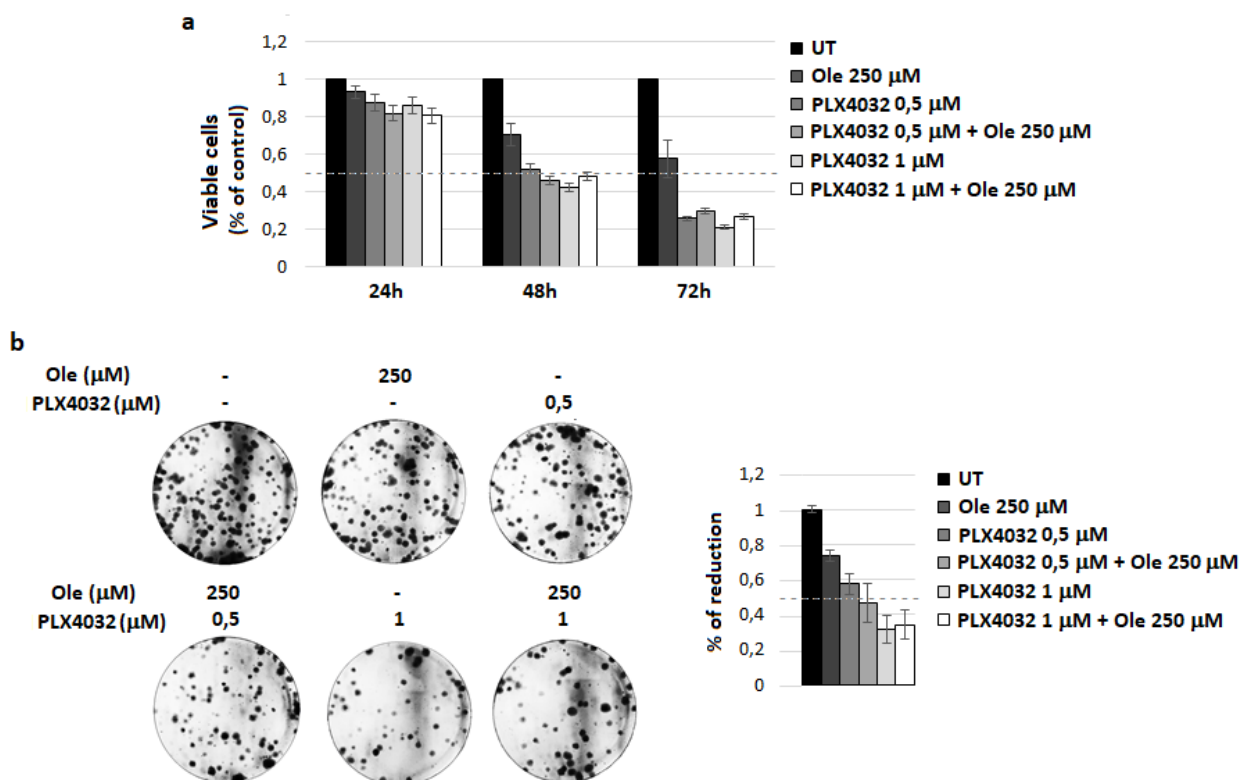 a
1,2
1
0,8
0,6
0,4
0,2
0
Viable cells
(% of control)
24h 48h 72h
UT
Ole 250 µM
PLX4032 0,5 µM
PLX4032 0,5 µM + Ole 250 µM
PLX4032 1 µM
PLX4032 1 µM + Ole 250 µM
b
Ole (µM) - 250 -
PLX4032 (µM) - - 0,5
Ole (µM) 250 - 250
PLX4032 (µM) 0,5 1 1
1,2
1
0,8
0,6
0,4
0,2
0
% of reduction
UT
Ole 250 µM
PLX4032 0,5 µM
PLX4032 0,5 µM + Ole 250 µM
PLX4032 1 µM
PLX4032 1 µM + Ole 250 µM